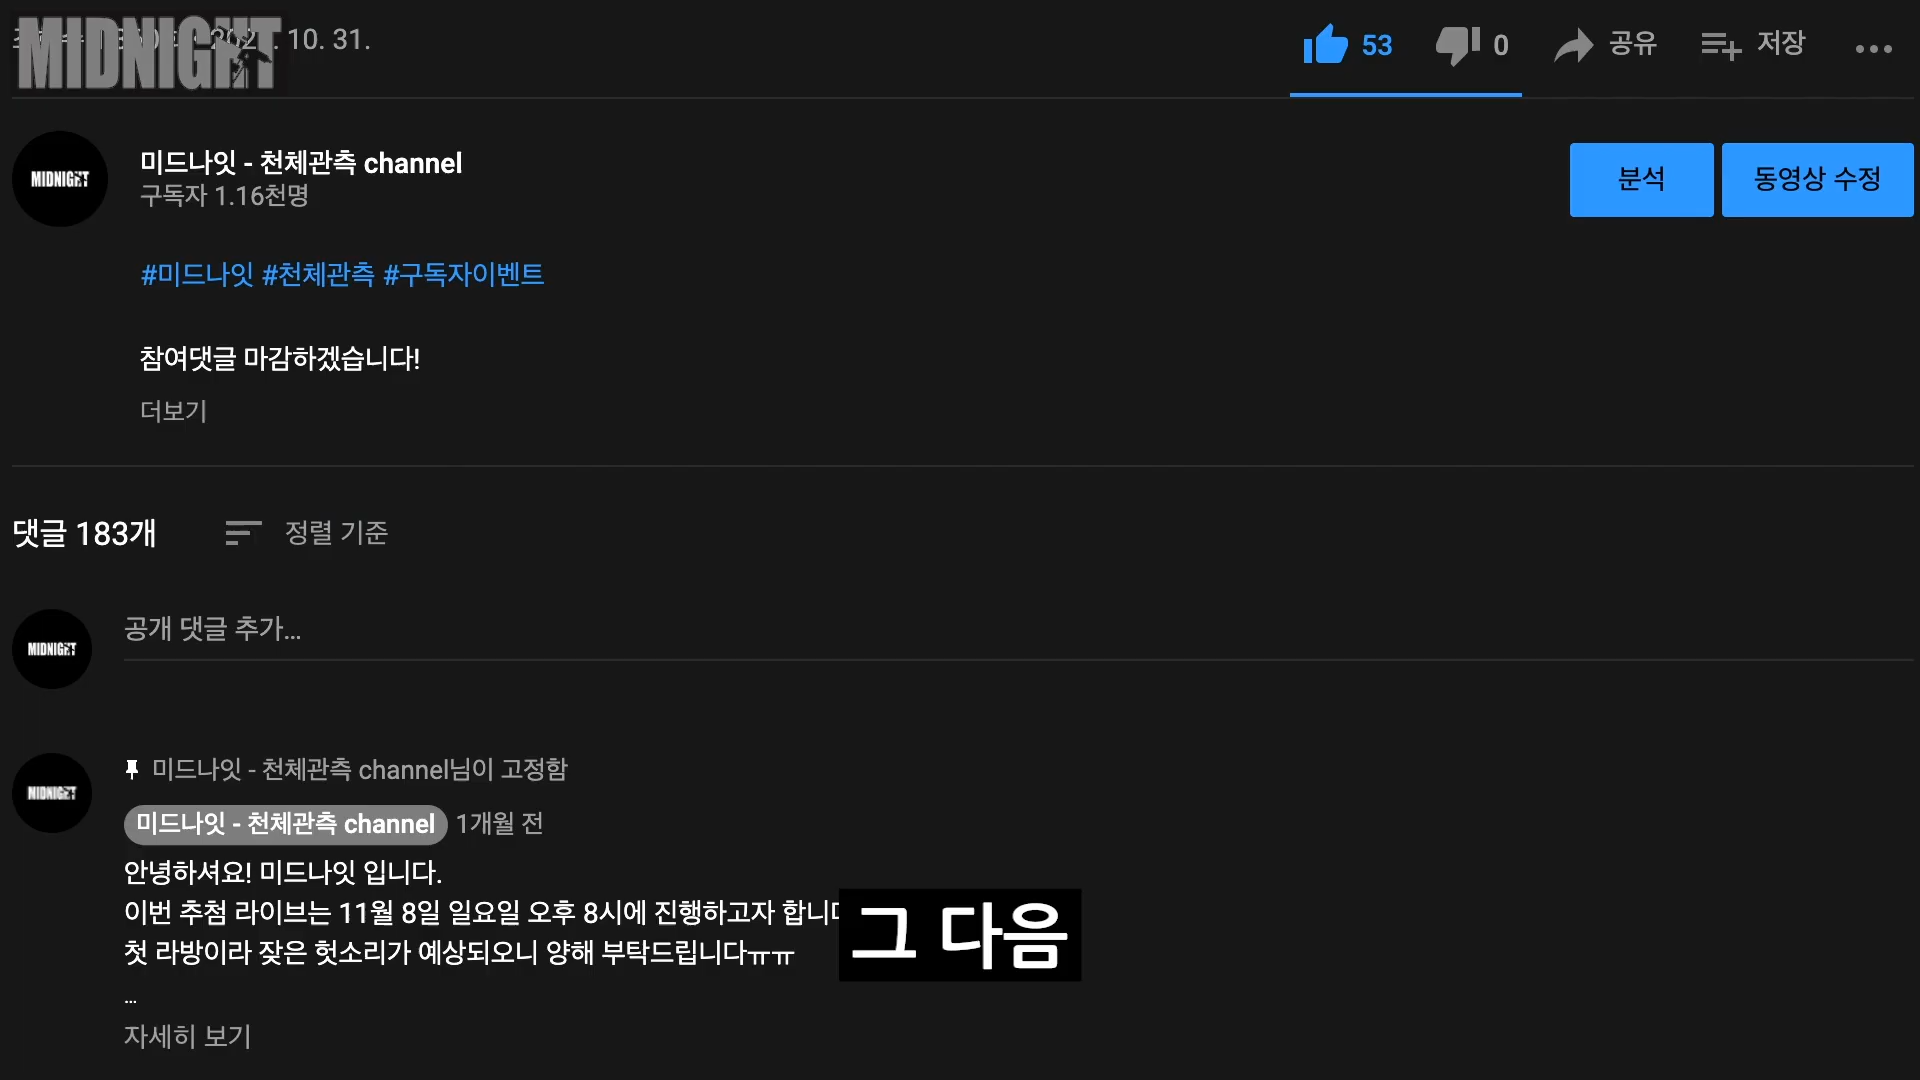 MIDNIGHT
10. 31.
53
0
공유
저장
MIDNIGHT
미드나잇 - 천체관측 channel
구독자 1.16천명
분석
동영상 수정
#미드나잇 #천체관측 #구독자이벤트
참여댓글 마감하겠습니다!
더보기
댓글 183개
정렬 기준
MIDNIGHT
공개 댓글 추가...
MIDNIGHT
미드나잇 - 천체관측 channel님이 고정함
미드나잇 - 천체관측 channel 1개월 전
안녕하셔요! 미드나잇 입니다.
이번 추첨 라이브는 11월 8일 일요일 오후 8시에 진행하고자 합니다
첫 라방이라 잦은 헛소리가 예상되오니 양해 부탁드립니다ㅠㅠ
그 다음
...
자세히 보기